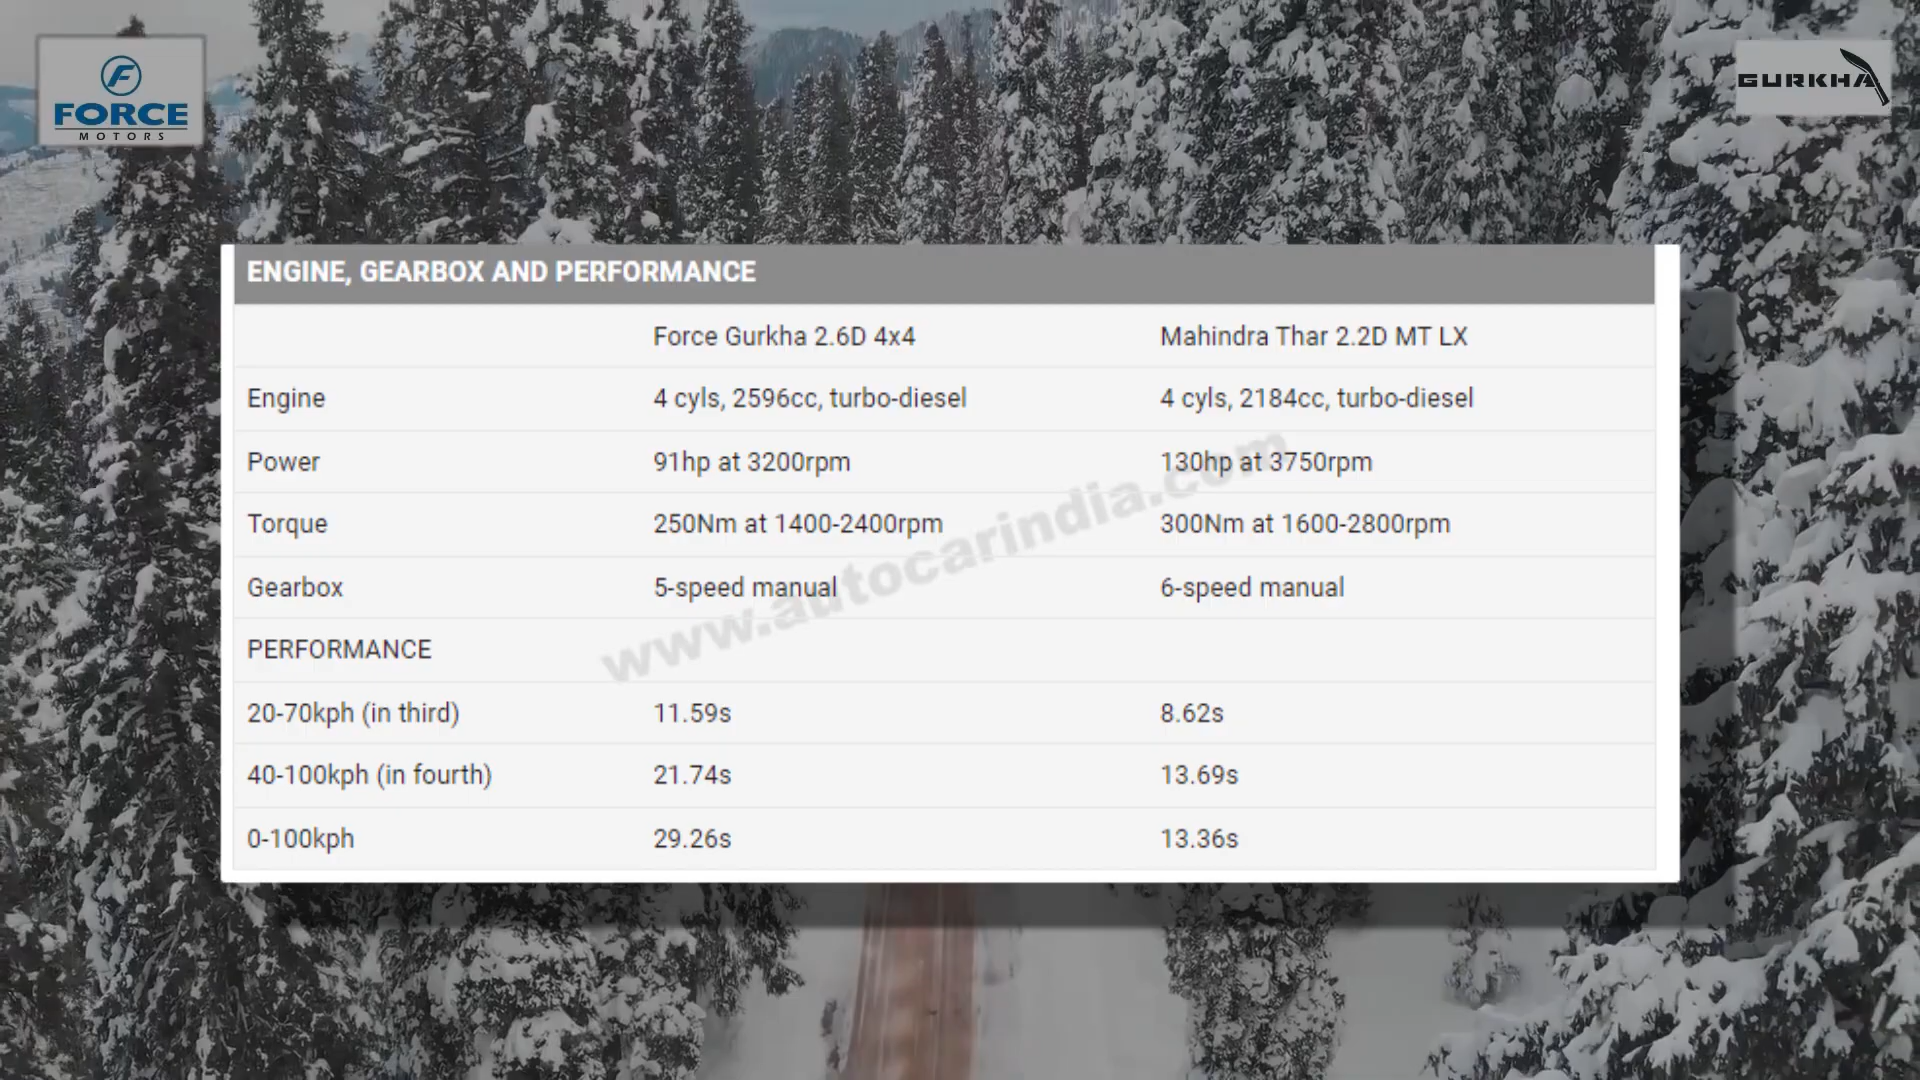 FORCE
MOTORS
GURKHA
ENGINE, GEARBOX AND PERFORMANCE
Force Gurkha 2.6D 4x4 Mahindra Thar 2.2D MT LX
Engine 4 cyls, 2596cc, turbo-diesel 4 cyls, 2184cc, turbo-diesel
Power 91hp at 3200rpm 130hp at 3750rpm
Torque 250Nm at 1400-2400rpm 300Nm at 1600-2800rpm
Gearbox 5-speed manual 6-speed manual
PERFORMANCE
20-70kph (in third) 11.59s 8.62s
40-100kph (in fourth) 21.74s 13.69s
0-100kph 29.26s 13.36s
www.autocarindia.com